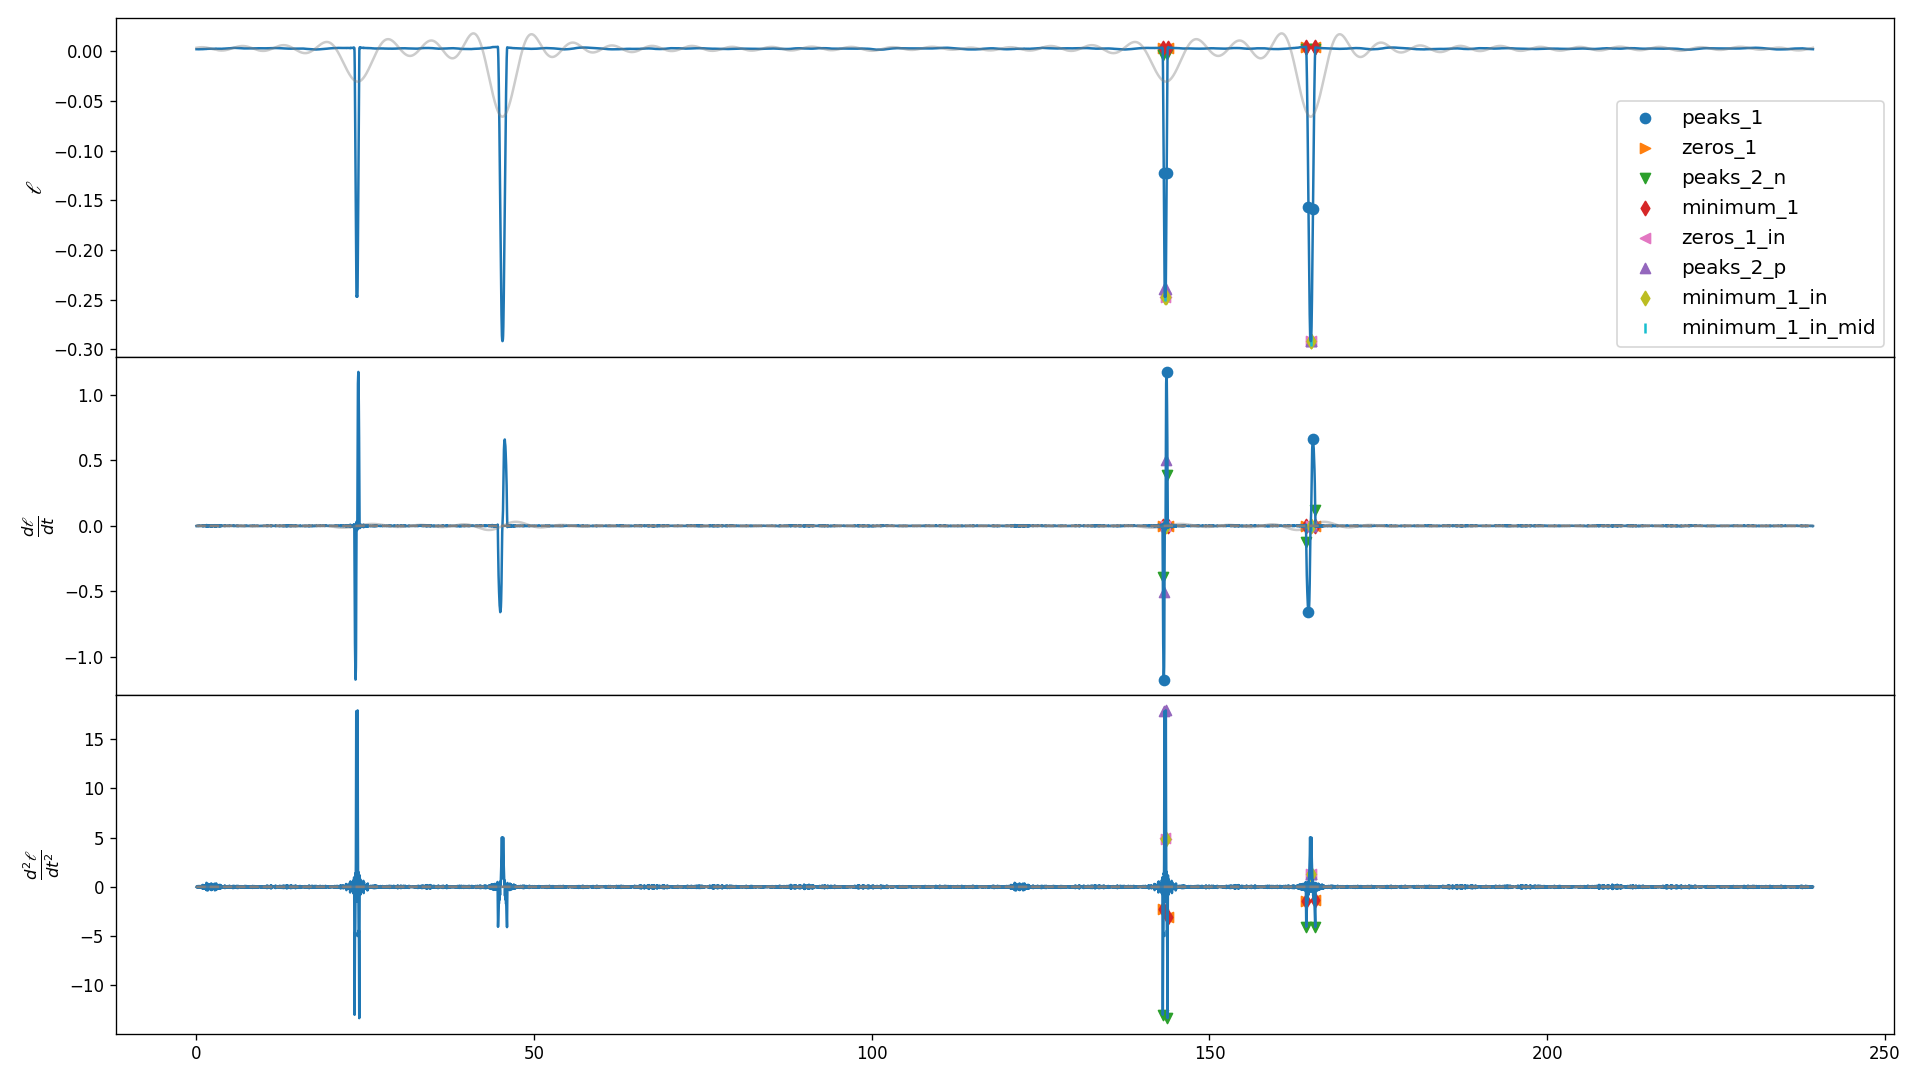 0.00
−0.05
−0.10
−0.15
−0.20
−0.25
−0.30
ℓ
peaks_1
zeros_1
peaks_2_n
minimum_1
zeros_1_in
peaks_2_p
minimum_1_in
minimum_1_in_mid
1.0
0.5
0.0
−0.5
−1.0
dℓ
dt
15
10
5
0
−5
−10
d²ℓ
dt²
0 50 100 150 200 250